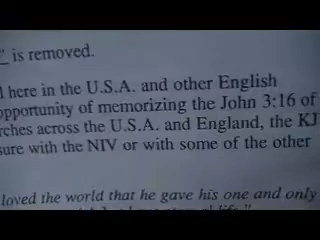 " is removed.
l here in the U.S.A. and other English
opportunity of memorizing the John 3:16 of
rches across the U.S.A. and England, the KJ
sure with the NIV or with some of the other
loved the world that he gave his one and only